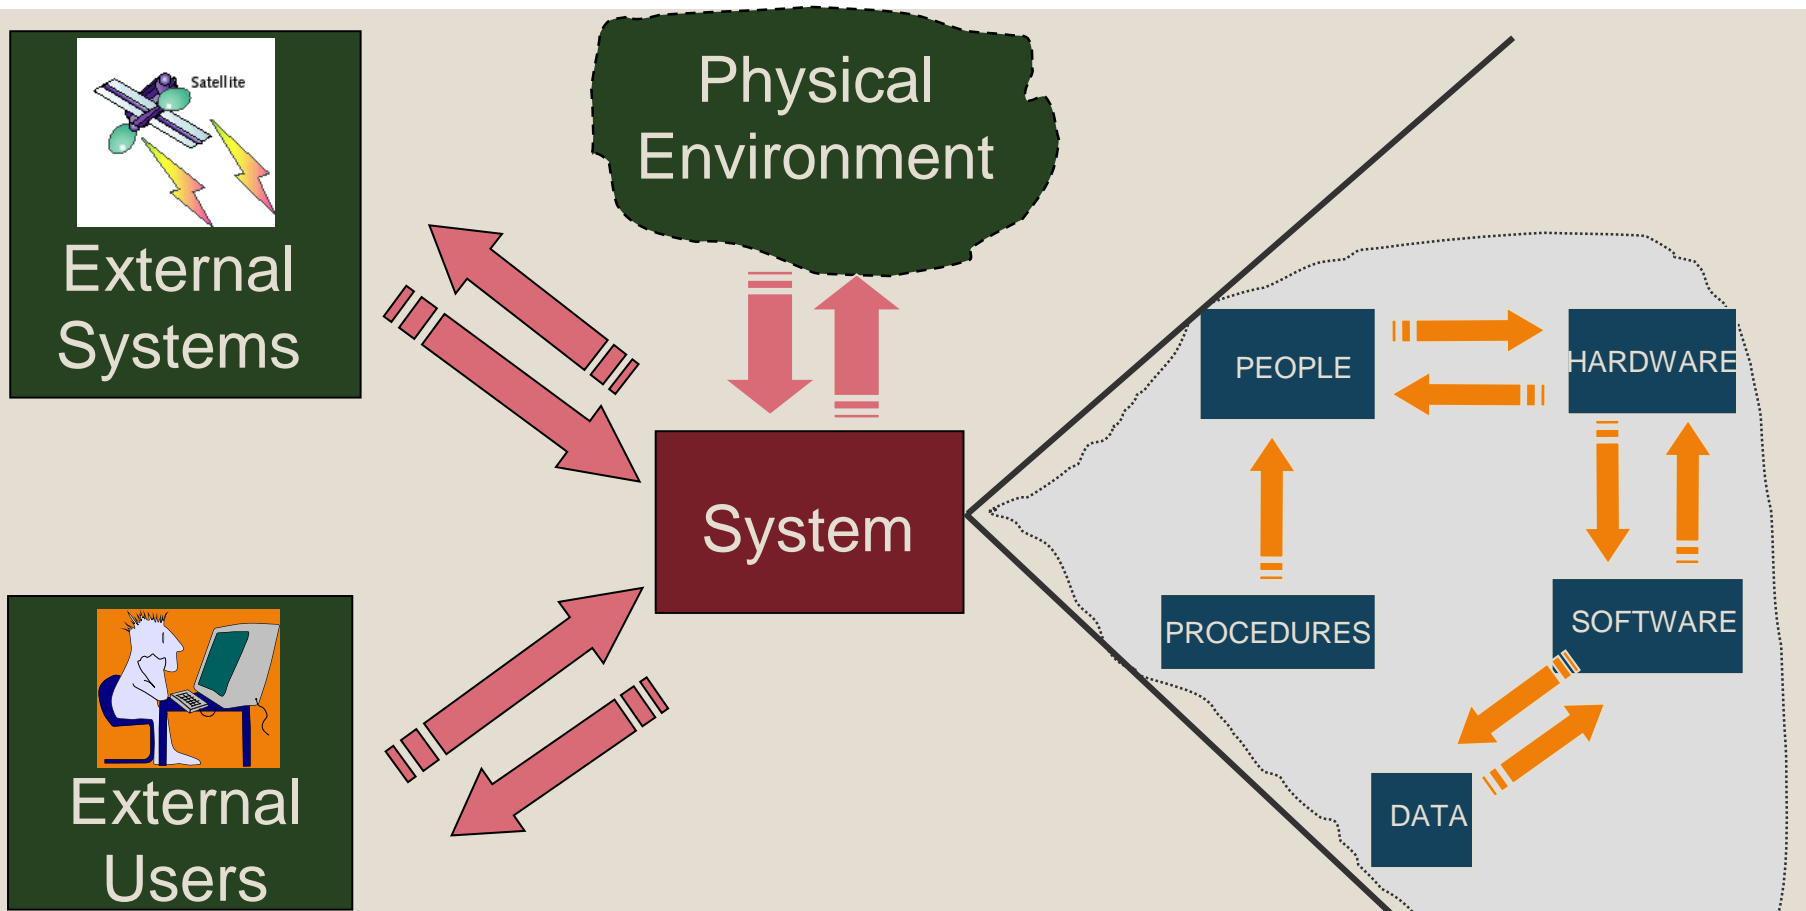 Satellite
External
Systems
Physical
Environment
System
External
Users
PEOPLE
HARDWARE
PROCEDURES
SOFTWARE
DATA